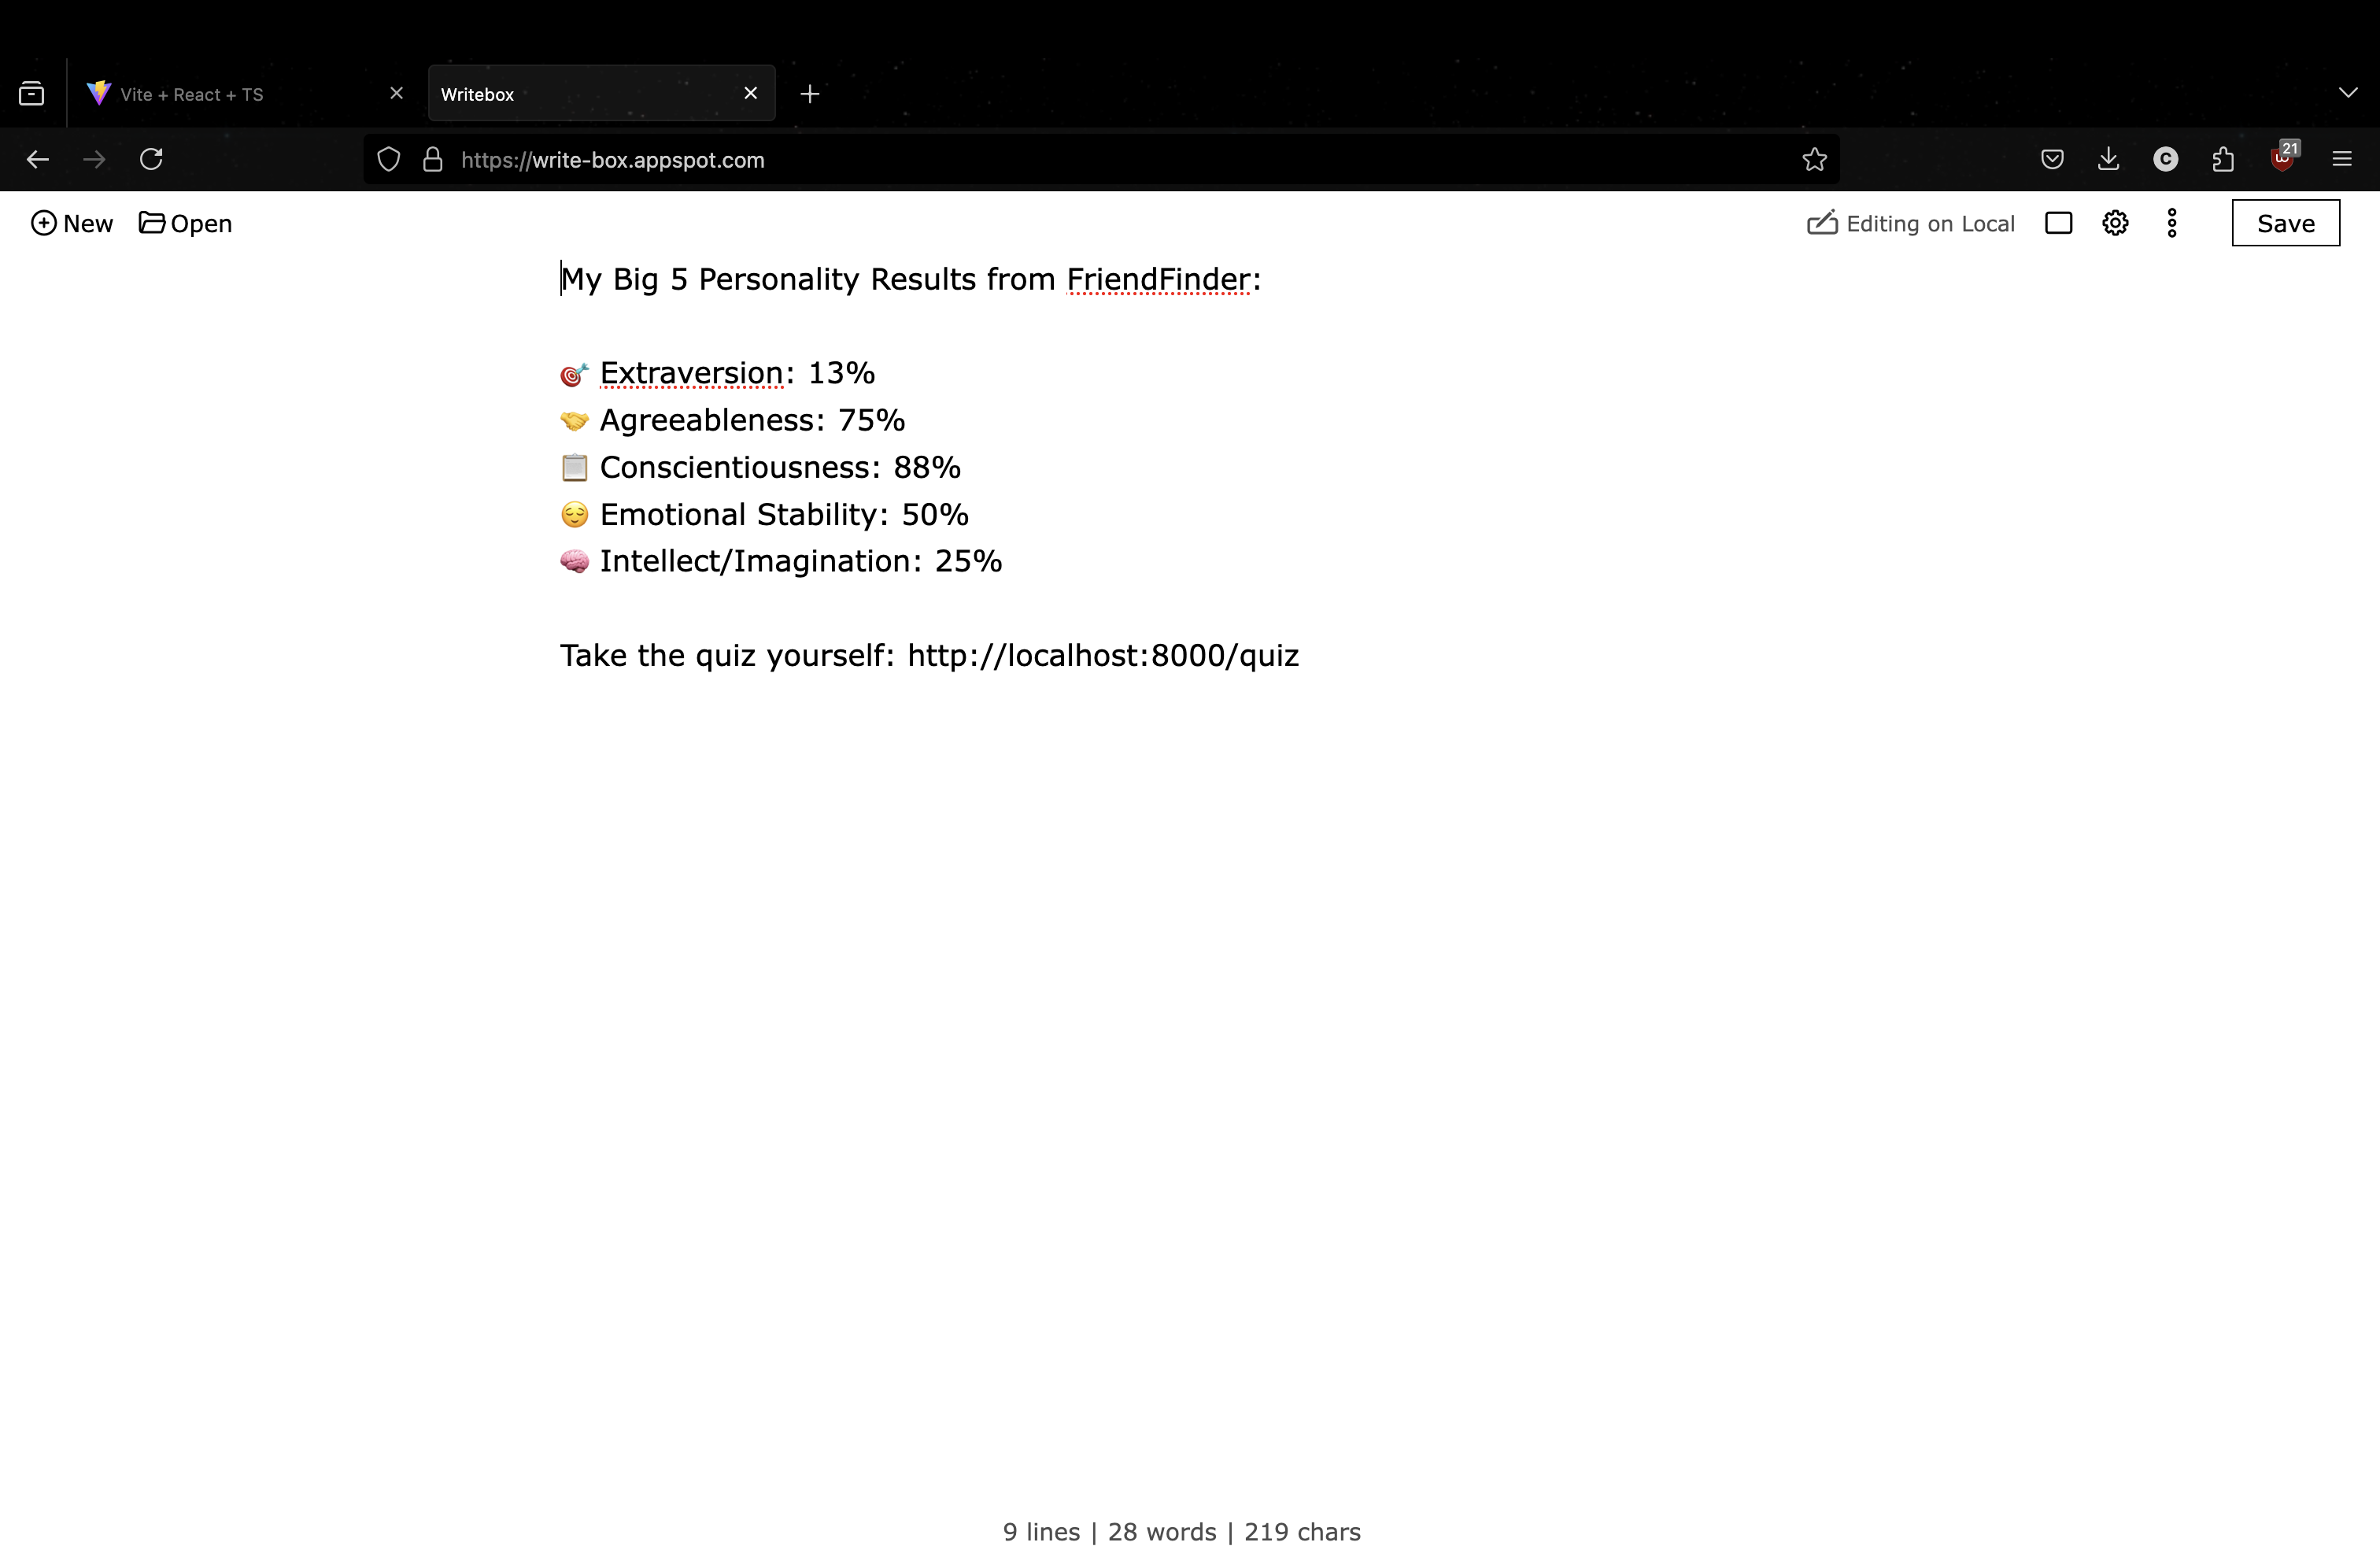 Vite + React + TS
Writebox
https://write-box.appspot.com
21
New
Open
Editing on Local
Save
My Big 5 Personality Results from FriendFinder:
🎯 Extraversion: 13%
🤝 Agreeableness: 75%
📋 Conscientiousness: 88%
😌 Emotional Stability: 50%
🧠 Intellect/Imagination: 25%
Take the quiz yourself: http://localhost:8000/quiz
9 lines | 28 words | 219 chars